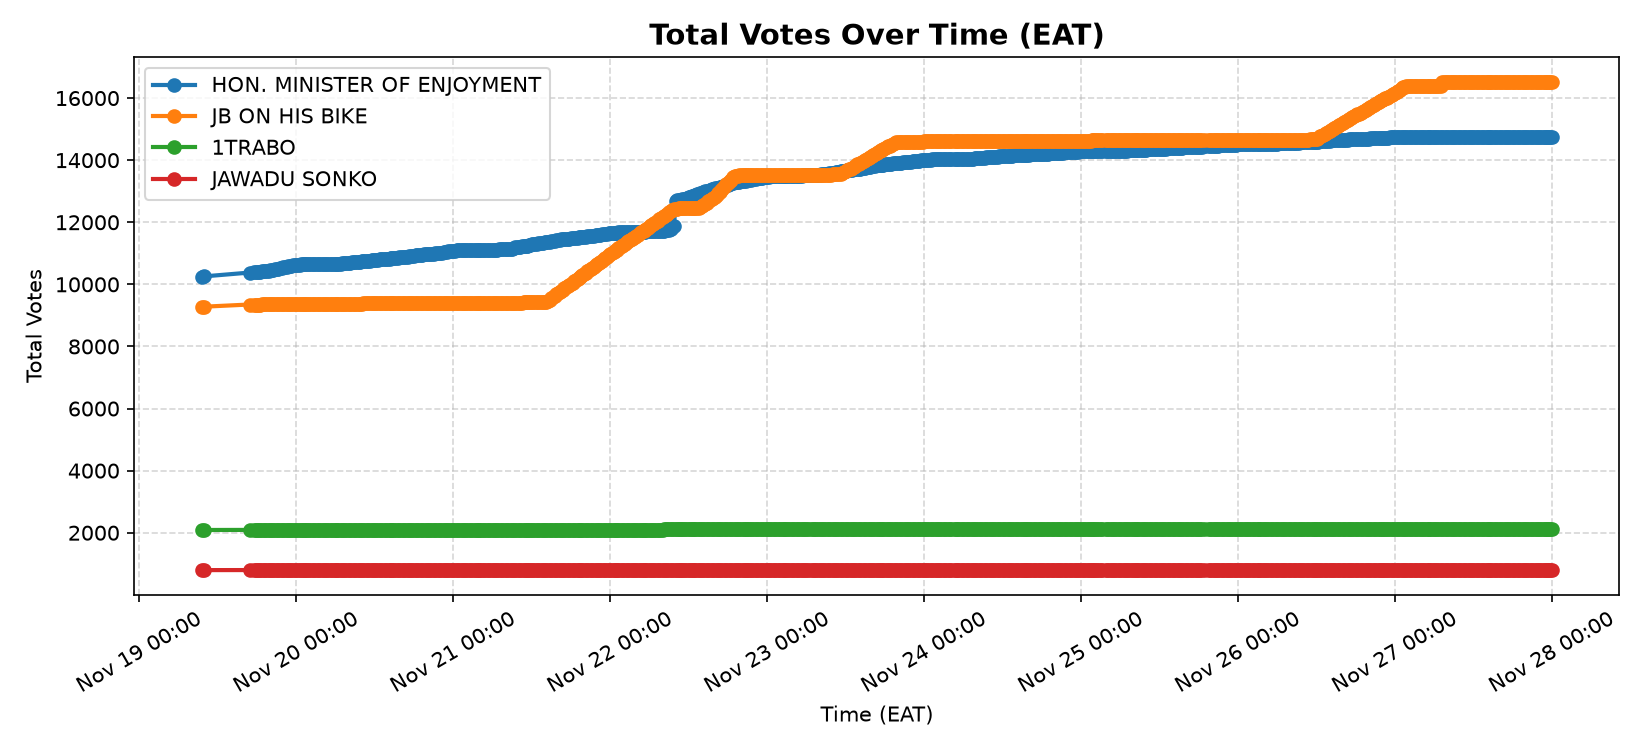 Total Votes Over Time (EAT)
HON. MINISTER OF ENJOYMENT
JB ON HIS BIKE
1TRABO
JAWADU SONKO
Total Votes
16000
14000
12000
10000
8000
6000
4000
2000
Nov 19 00:00
Nov 20 00:00
Nov 21 00:00
Nov 22 00:00
Nov 23 00:00
Nov 24 00:00
Nov 25 00:00
Nov 26 00:00
Nov 27 00:00
Nov 28 00:00
Time (EAT)